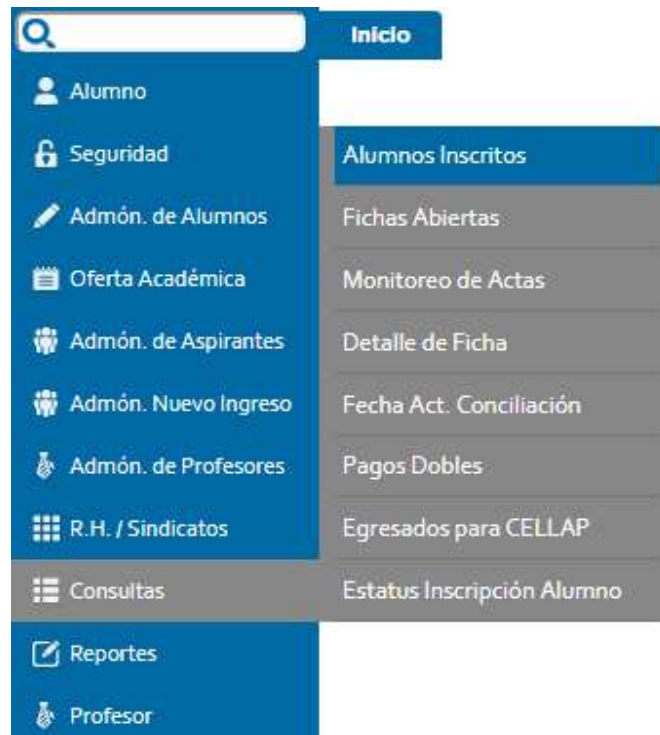 Inicio
Alumno
Seguridad
Admón. de Alumnos
Oferta Académica
Admón. de Aspirantes
Admón. Nuevo Ingreso
Admón. de Profesores
R.H. / Sindicatos
Consultas
Reportes
Profesor
Alumnos Inscritos
Fichas Abiertas
Monitoreo de Actas
Detalle de Ficha
Fecha Act. Conciliación
Pagos Dobles
Egresados para CELLAP
Estatus Inscripción Alumno